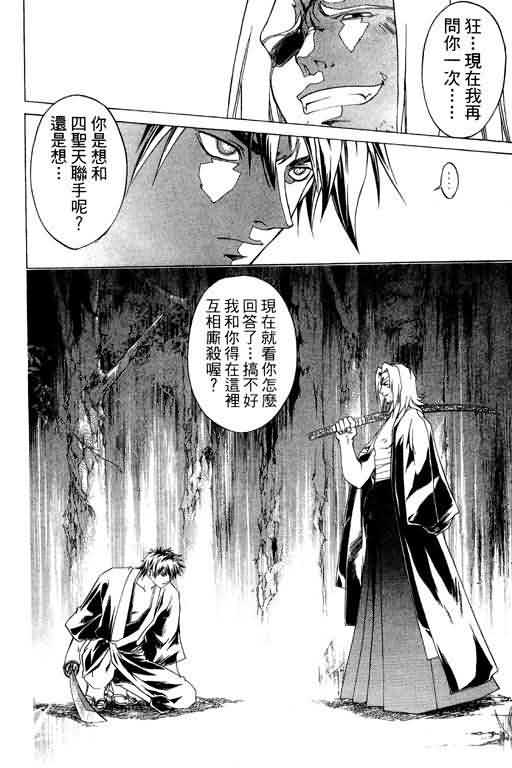 狂…現在我再
問你一次……
…
你是想和
四聖天聯手呢？
還是想…
現在就看你怎麼
回答了…搞不好
我和你得在這裡
互相廝殺喔？